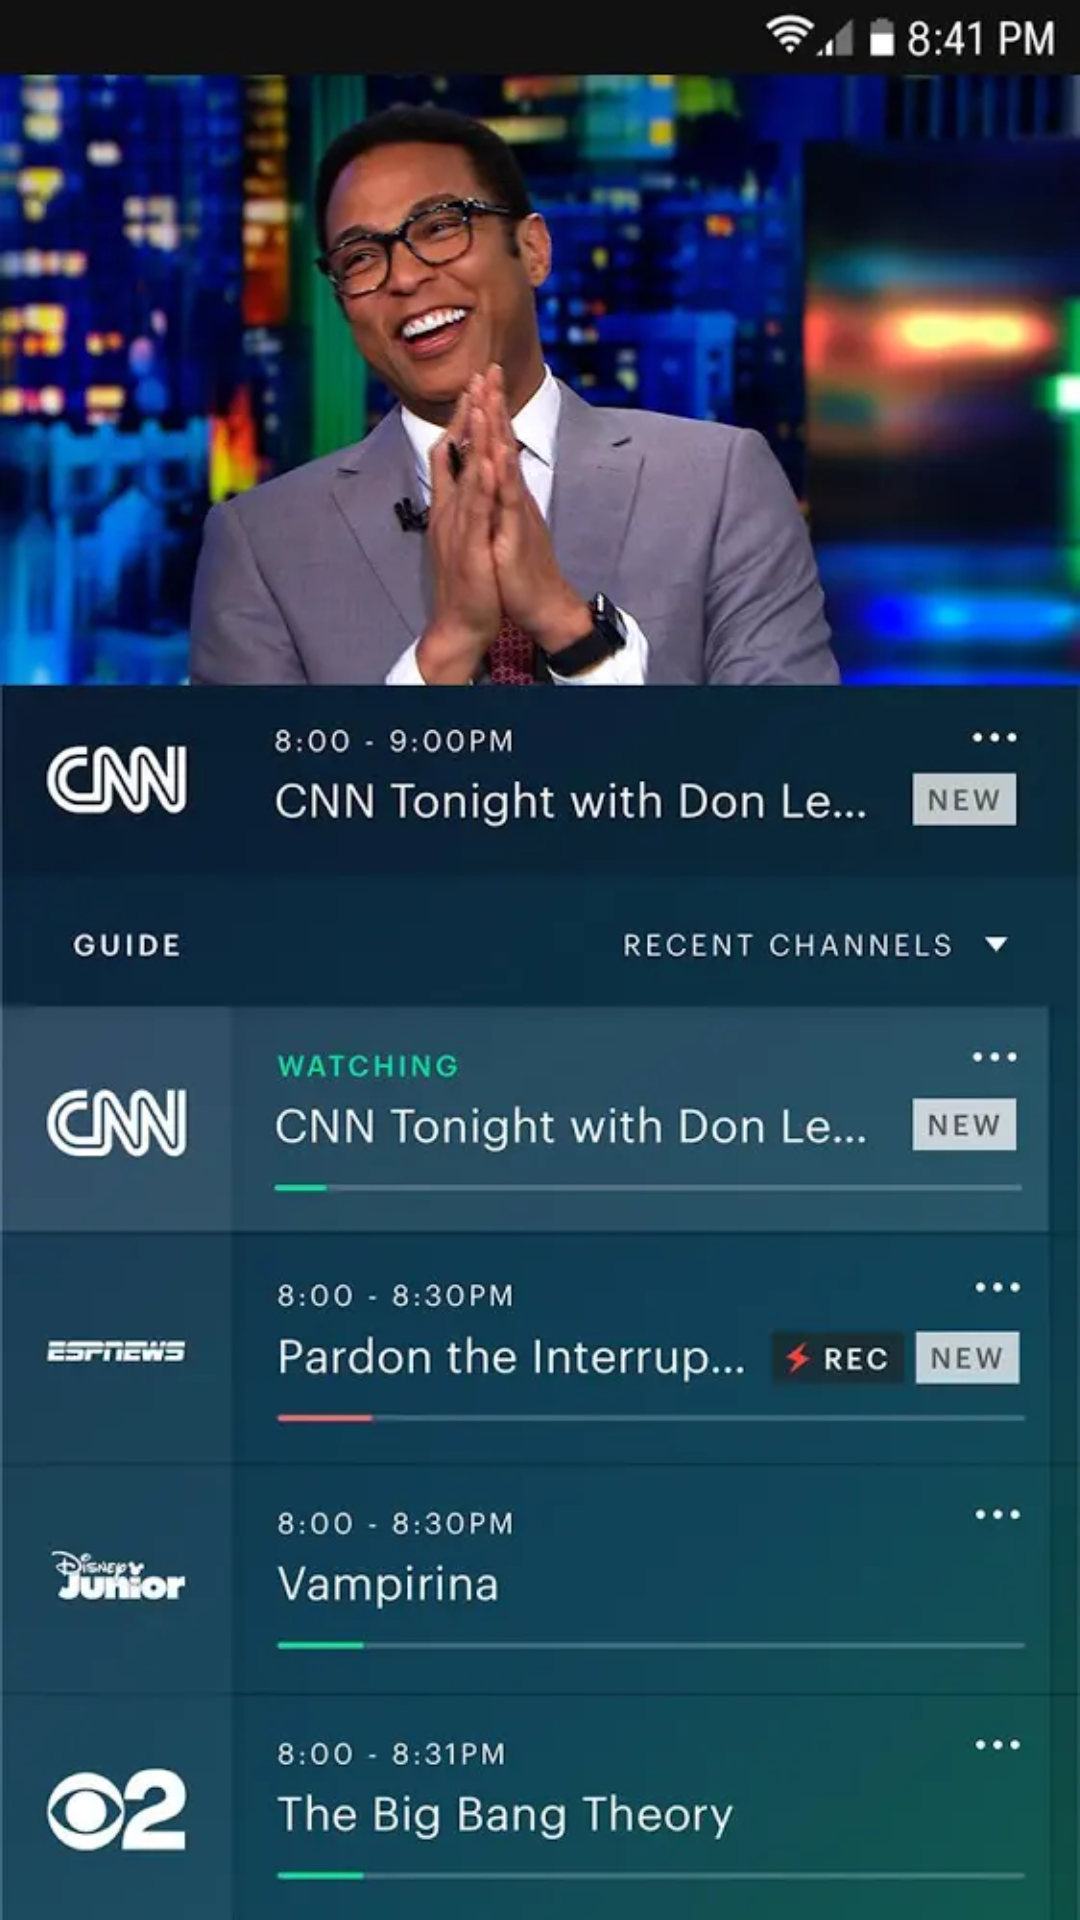 8:41 PM
CNN
8:00 - 9:00PM
CNN Tonight with Don Le...
NEW
GUIDE
RECENT CHANNELS
CNN
WATCHING
CNN Tonight with Don Le...
NEW
ESPNEWS
8:00 - 8:30PM
Pardon the Interrup...
REC
NEW
Disney
Junior
8:00 - 8:30PM
Vampirina
2
8:00 - 8:31PM
The Big Bang Theory